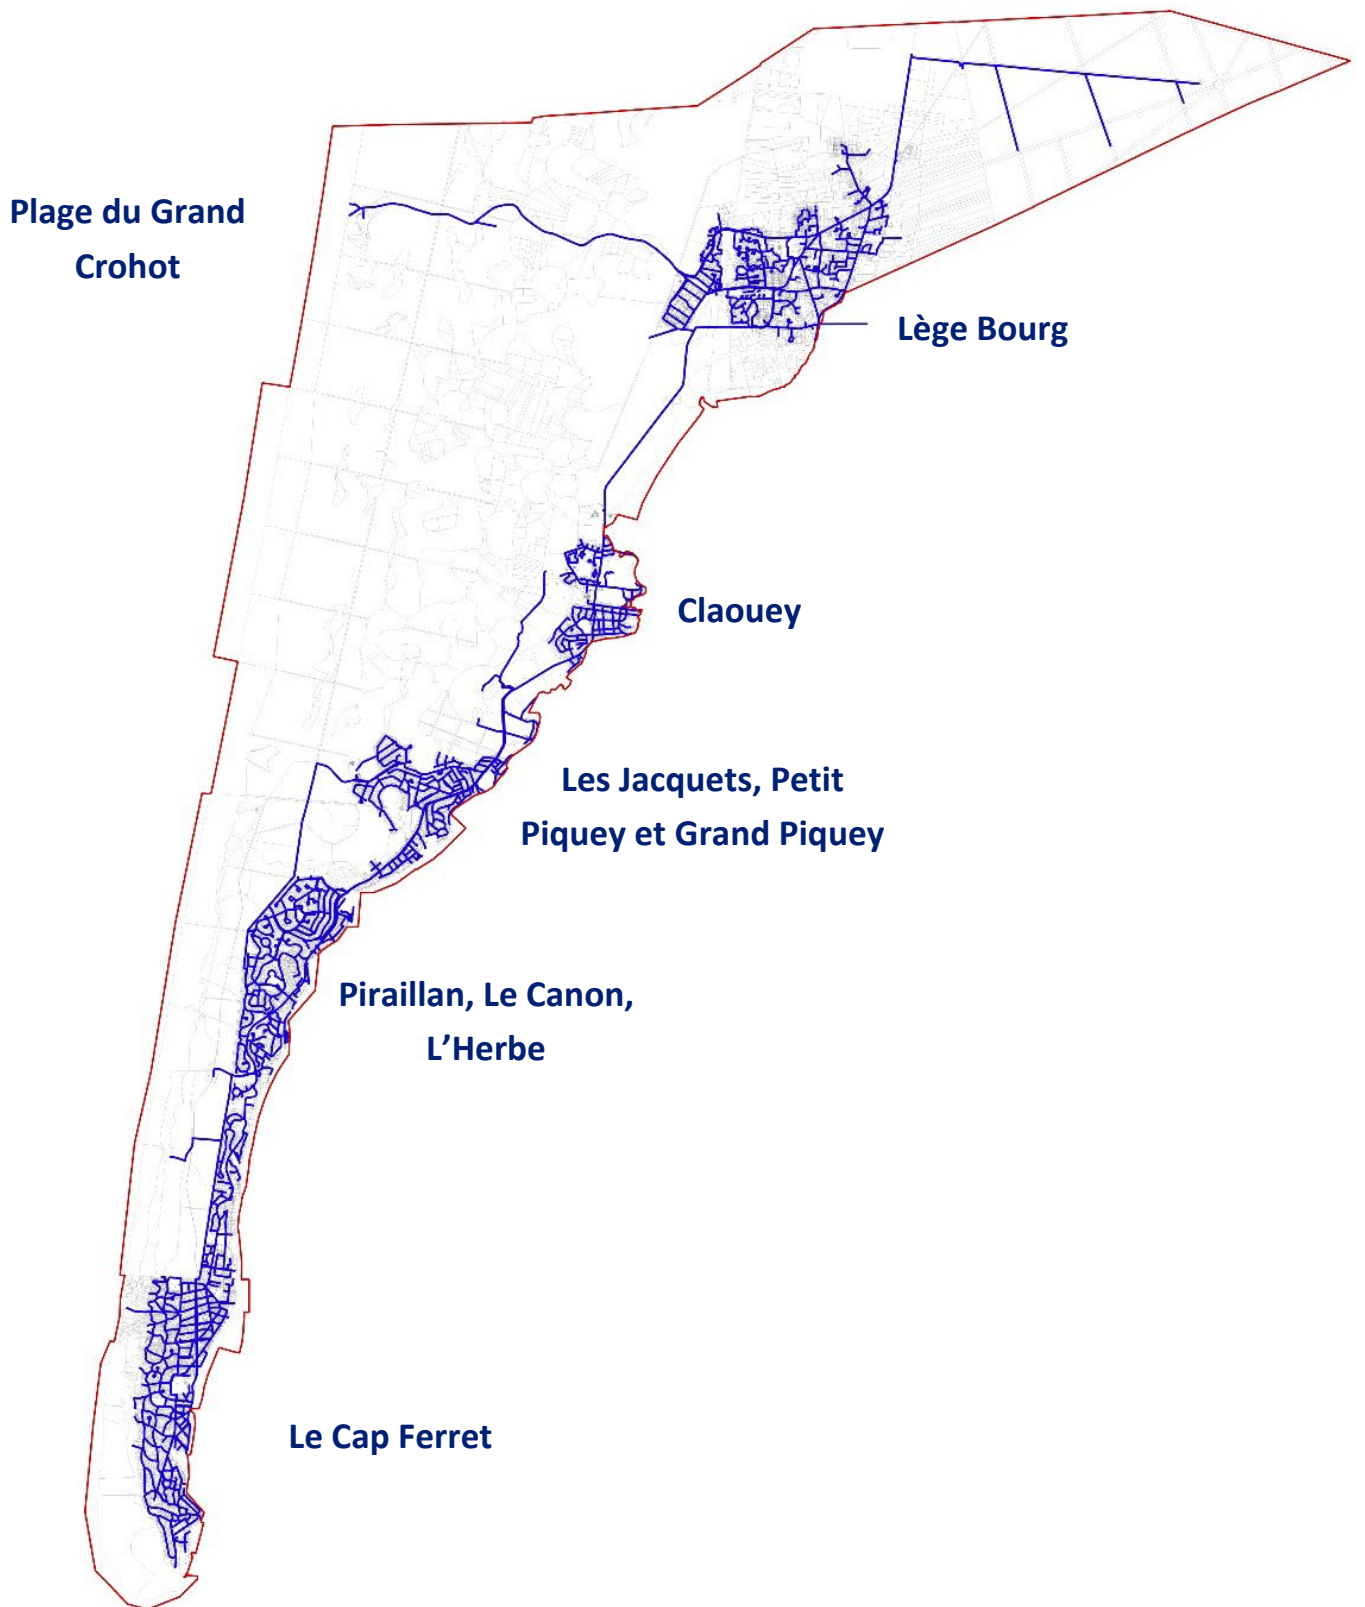 Plage du Grand
Crohot
Lège Bourg
Claouey
Les Jacquets, Petit
Piquey et Grand Piquey
Piraillan, Le Canon,
L’Herbe
Le Cap Ferret